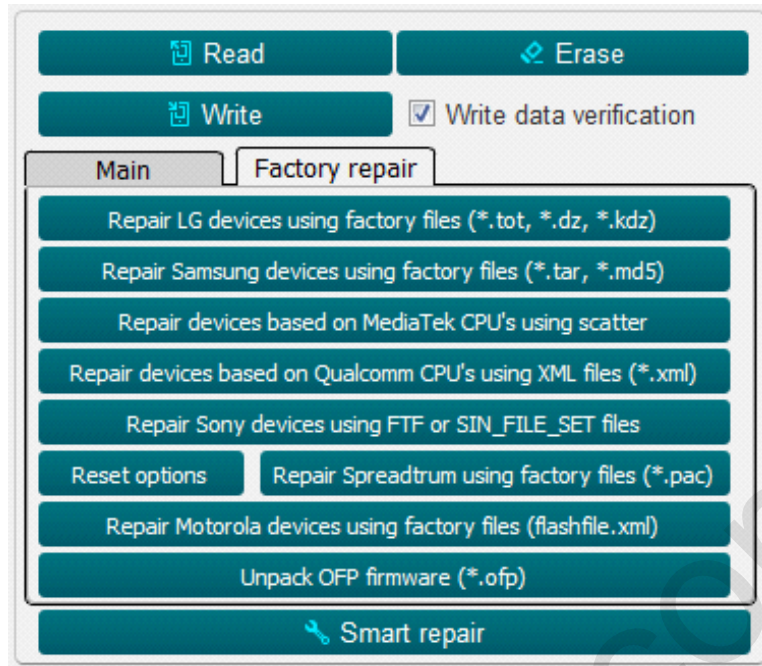 Read
Erase
Write
Write data verification
Main
Factory repair
Repair LG devices using factory files (*.tot, *.dz, *.kdz)
Repair Samsung devices using factory files (*.tar, *.md5)
Repair devices based on MediaTek CPU's using scatter
Repair devices based on Qualcomm CPU's using XML files (*.xml)
Repair Sony devices using FTF or SIN_FILE_SET files
Reset options
Repair Spreadtrum using factory files (*.pac)
Repair Motorola devices using factory files (flashfile.xml)
Unpack OFP firmware (*.ofp)
Smart repair